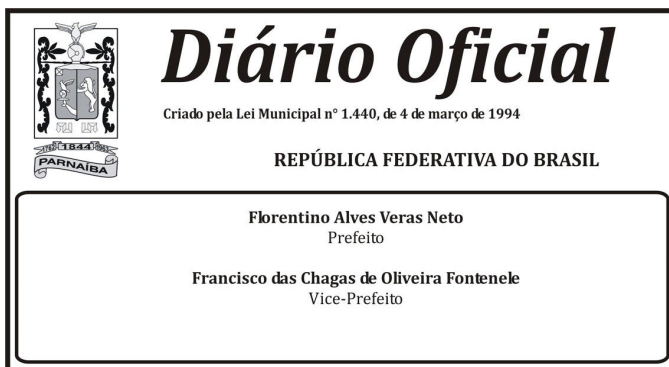 Diário Oficial
Criado pela Lei Municipal n° 1.440, de 4 de março de 1994
1844
PARNAÍBA
REPÚBLICA FEDERATIVA DO BRASIL
Florentino Alves Veras Neto
Prefeito
Francisco das Chagas de Oliveira Fontenele
Vice-Prefeito